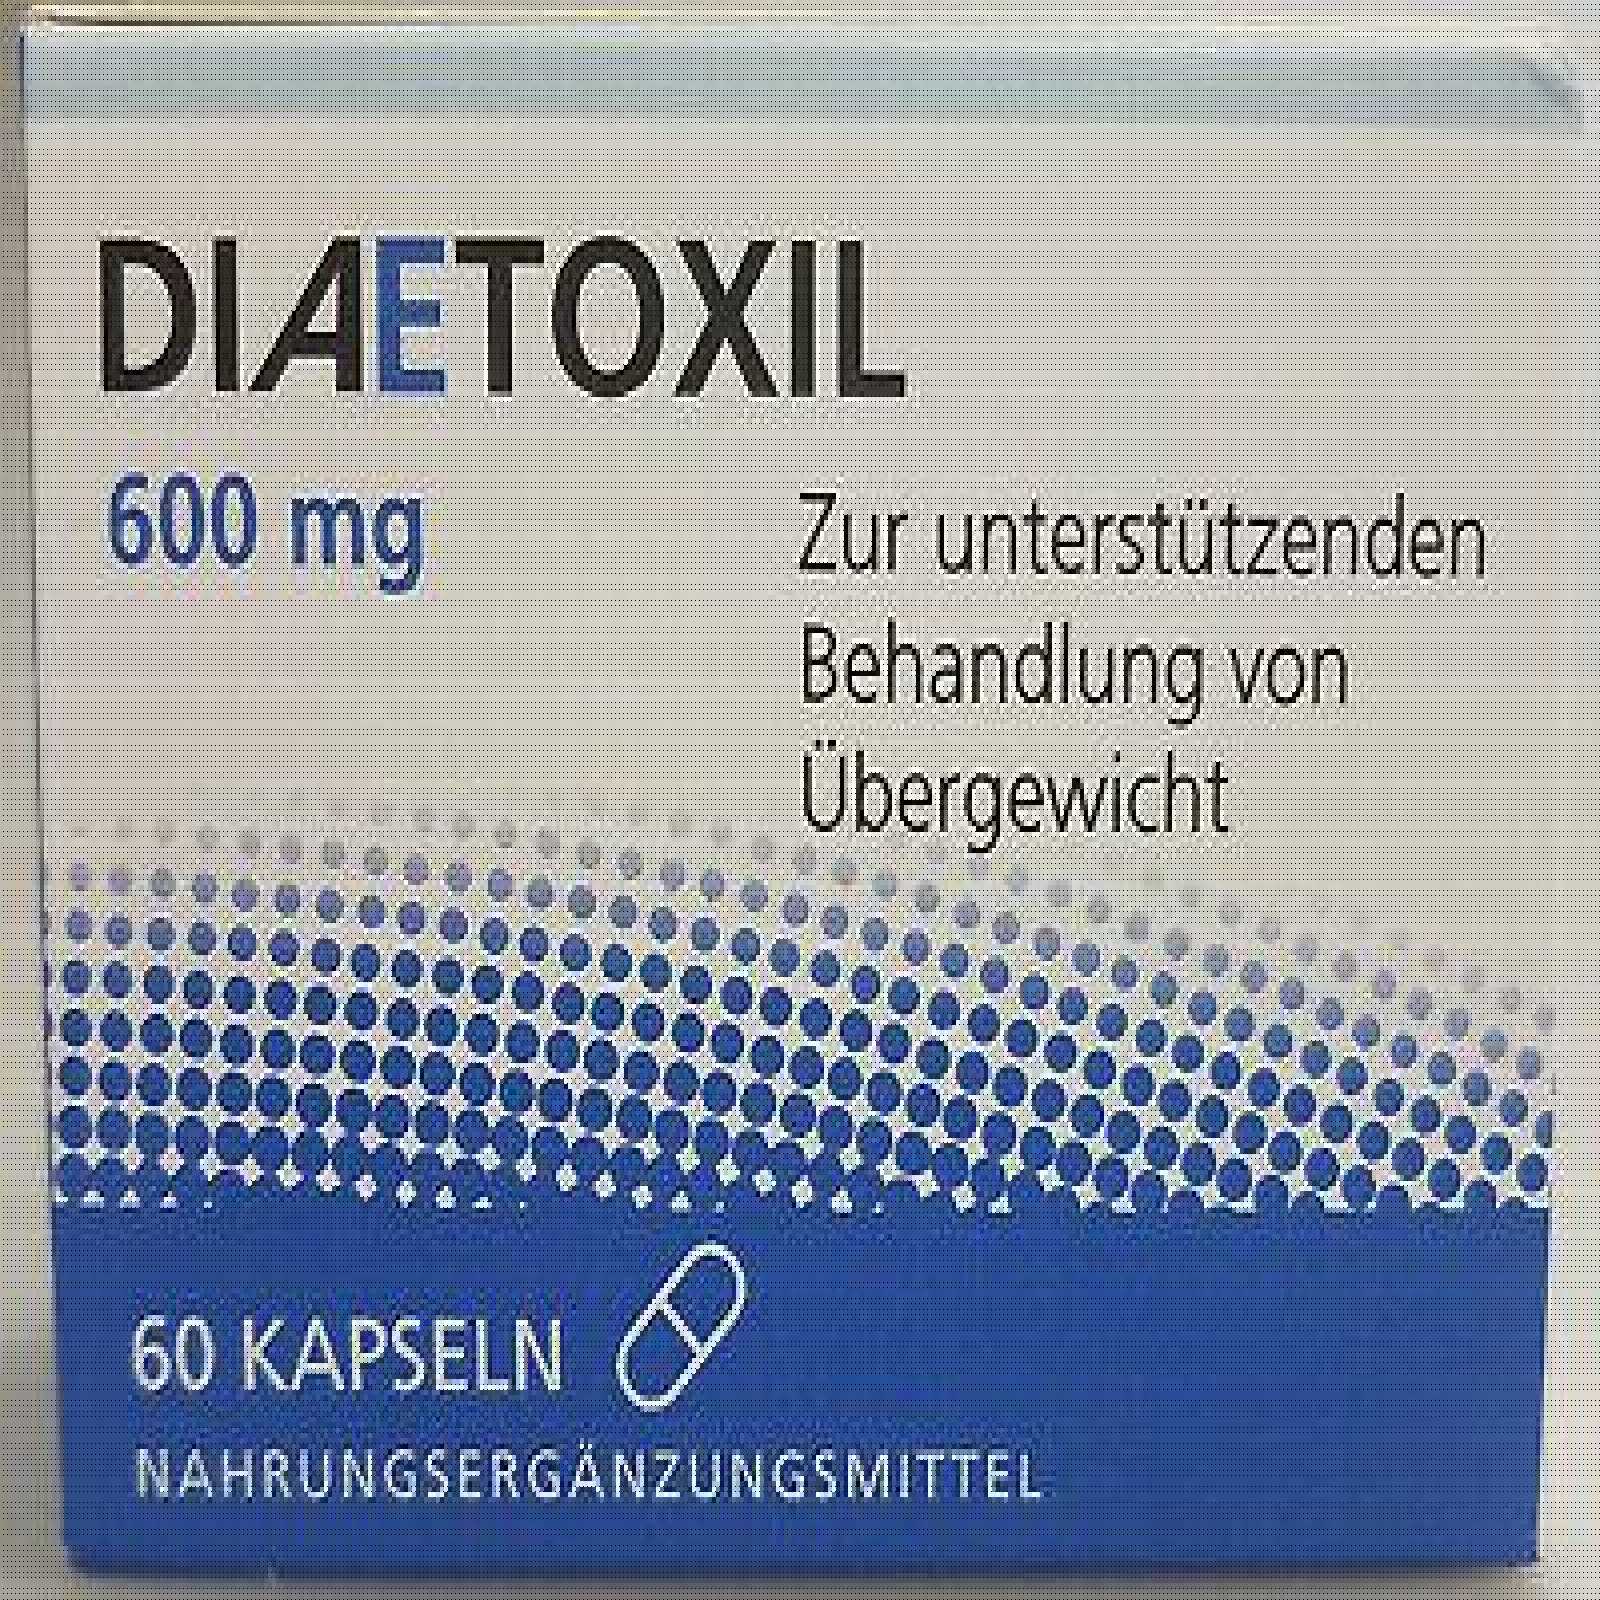 DIAETOXIL
600 mg
Zur unterstützenden
Behandlung von
Übergewicht
60 KAPSELN
NAHRUNGSERGÄNZUNGSMITTEL